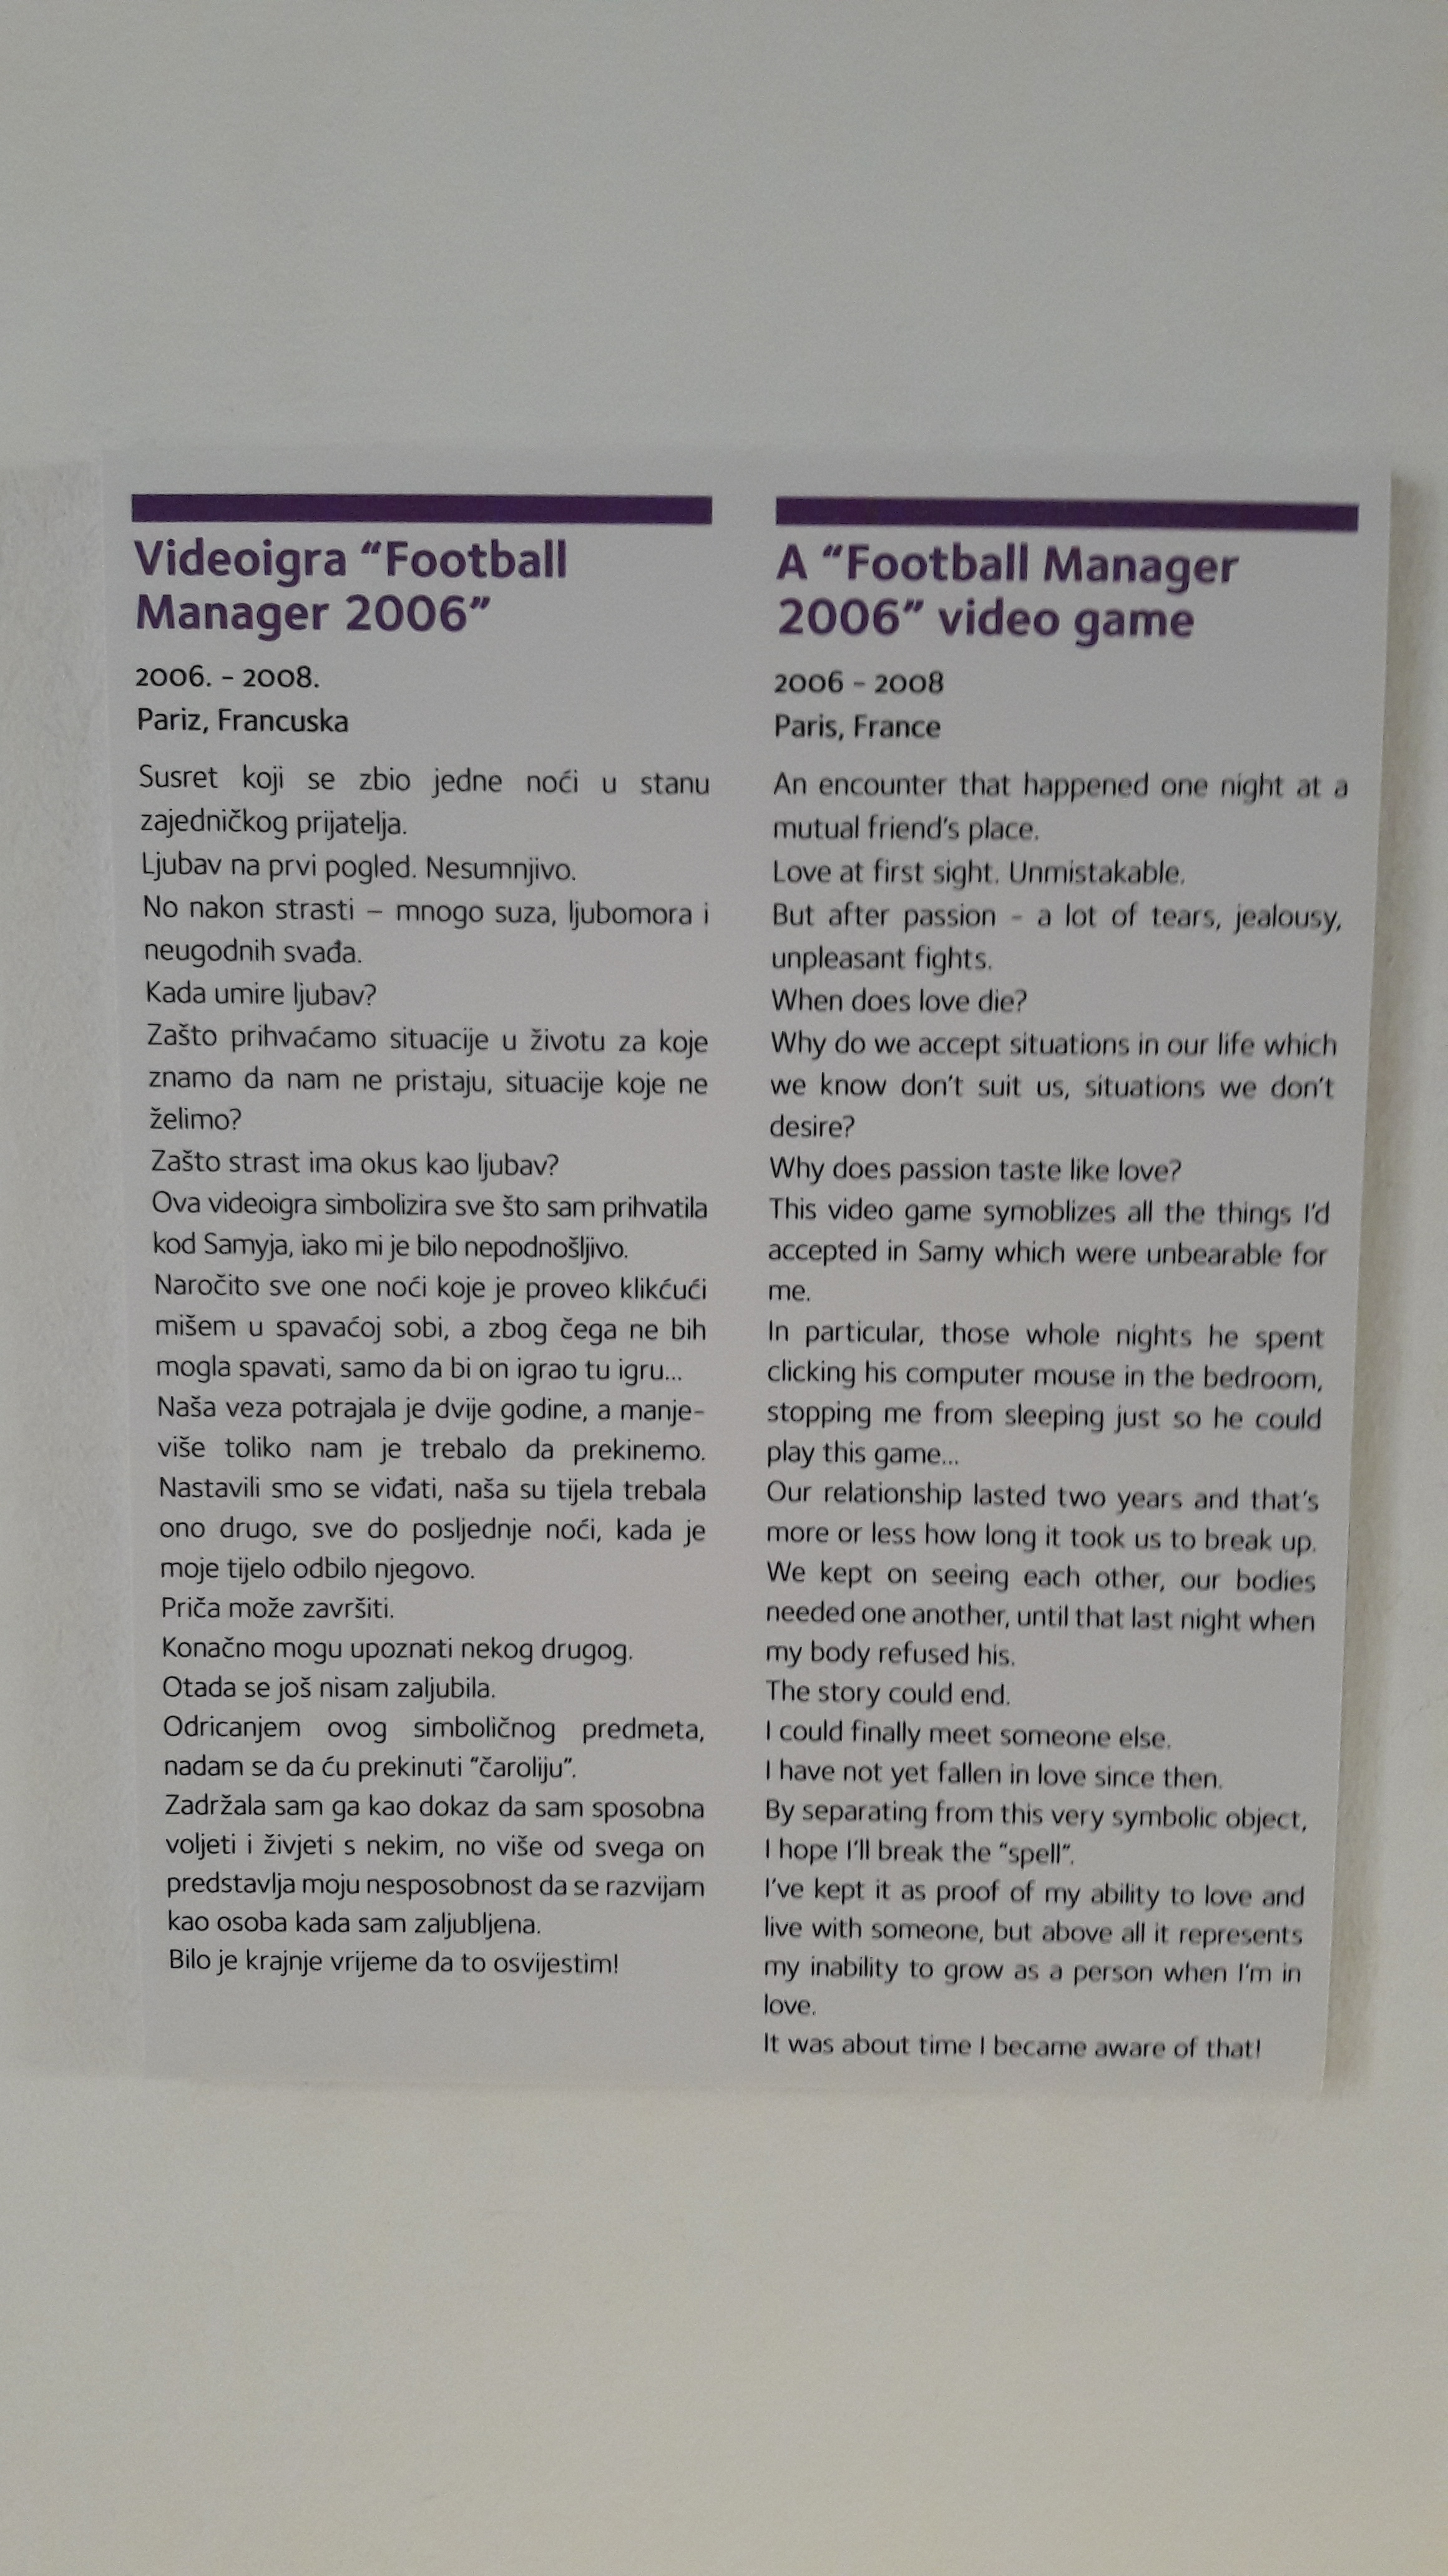 Videoigra “Football
Manager 2006”
2006. – 2008.
Pariz, Francuska
Susret koji se zbio jedne noći u stanu
zajedničkog prijatelja.
Ljubav na prvi pogled. Nesumnjivo.
No nakon strasti – mnogo suza, ljubomora i
neugodnih svađa.
Kada umire ljubav?
Zašto prihvaćamo situacije u životu za koje
znamo da nam ne pristaju, situacije koje ne
želimo?
Zašto strast ima okus kao ljubav?
Ova videoigra simbolizira sve što sam prihvatila
kod Samyja, iako mi je bilo nepodnošljivo.
Naročito sve one noći koje je proveo klikćući
mišem u spavaćoj sobi, a zbog čega ne bih
mogla spavati, samo da bi on igrao tu igru...
Naša veza potrajala je dvije godine, a manje-
više toliko nam je trebalo da prekinemo.
Nastavili smo se viđati, naša su tijela trebala
ono drugo, sve do posljednje noći, kada je
moje tijelo odbilo njegovo.
Priča može završiti.
Konačno mogu upoznati nekog drugog.
Otada se još nisam zaljubila.
Odricanjem ovog simboličnog predmeta,
nadam se da ću prekinuti “čaroliju”.
Zadržala sam ga kao dokaz da sam sposobna
voljeti i živjeti s nekim, no više od svega on
predstavlja moju nesposobnost da se razvijam
kao osoba kada sam zaljubljena.
Bilo je krajnje vrijeme da to osvijestim!
A “Football Manager
2006” video game
2006 – 2008
Paris, France
An encounter that happened one night at a
mutual friend’s place.
Love at first sight. Unmistakable.
But after passion - a lot of tears, jealousy,
unpleasant fights.
When does love die?
Why do we accept situations in our life which
we know don’t suit us, situations we don’t
desire?
Why does passion taste like love?
This video game symoblizes all the things I’d
accepted in Samy which were unbearable for
me.
In particular, those whole nights he spent
clicking his computer mouse in the bedroom,
stopping me from sleeping just so he could
play this game...
Our relationship lasted two years and that’s
more or less how long it took us to break up.
We kept on seeing each other, our bodies
needed one another, until that last night when
my body refused his.
The story could end.
I could finally meet someone else.
I have not yet fallen in love since then.
By separating from this very symbolic object,
I hope I’ll break the “spell”.
I’ve kept it as proof of my ability to love and
live with someone, but above all it represents
my inability to grow as a person when I’m in
love.
It was about time I became aware of that!